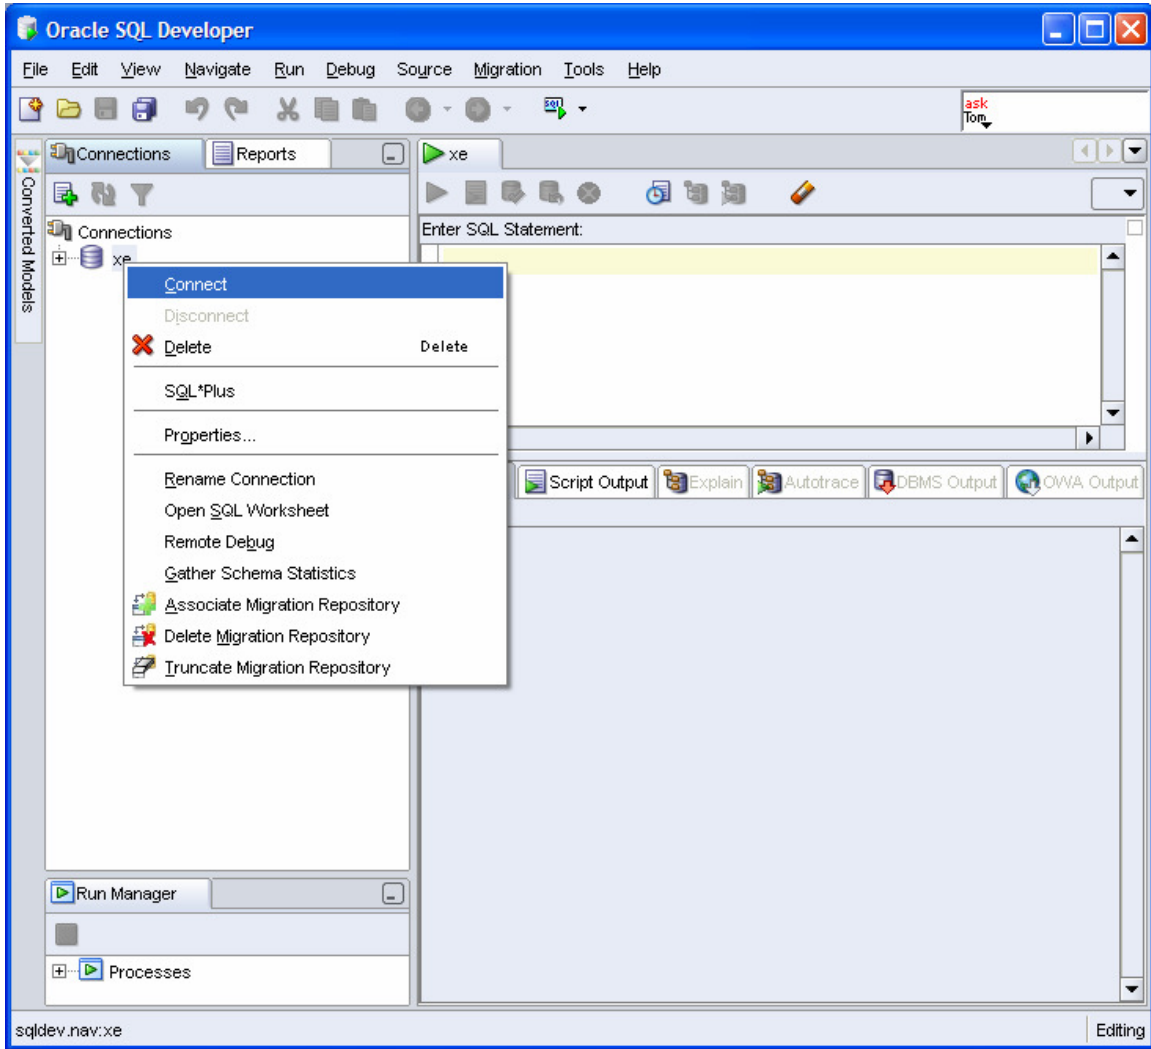 Oracle SQL Developer
File Edit View Navigate Run Debug Source Migration Tools Help
ask
Tom
Converted Models
Connections Reports
xe
Connections
Enter SQL Statement:
xe
Connect
Disconnect
Delete Delete
SQL*Plus
Properties...
Rename Connection
Open SQL Worksheet
Remote Debug
Gather Schema Statistics
Associate Migration Repository
Delete Migration Repository
Truncate Migration Repository
Script Output Explain Autotrace DBMS Output OWA Output
Run Manager
Processes
sqldev.nav:xe Editing